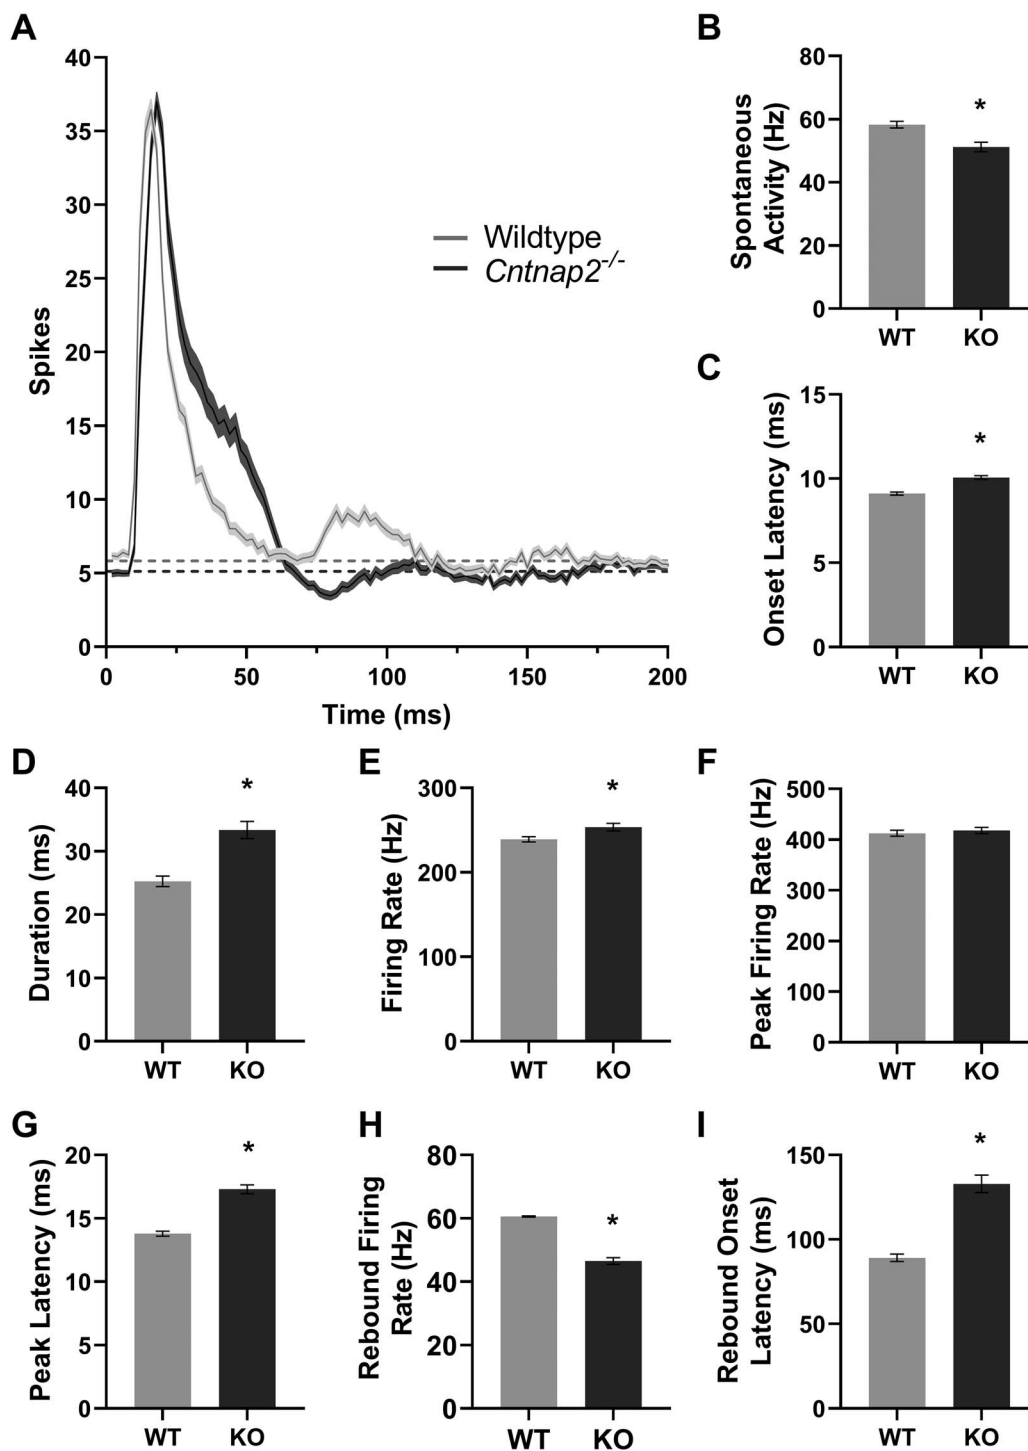 A
40
35
30
25
20
15
10
5
0
Spikes
Wildtype
Cntnap2-/-
0 50 100 150 200
Time (ms)
B
80
60
40
20
0
Spontaneous
Activity (Hz)
*
WT KO
C
15
10
5
0
Onset Latency (ms)
*
WT KO
D
40
30
20
10
0
Duration (ms)
*
WT KO
E
300
200
100
0
Firing Rate (Hz)
*
WT KO
F
500
400
300
200
100
0
Peak Firing Rate (Hz)
WT KO
G
20
15
10
5
0
Peak Latency (ms)
*
WT KO
H
80
60
40
20
0
Rebound Firing
Rate (Hz)
*
WT KO
I
150
100
50
0
Rebound Onset
Latency (ms)
*
WT KO